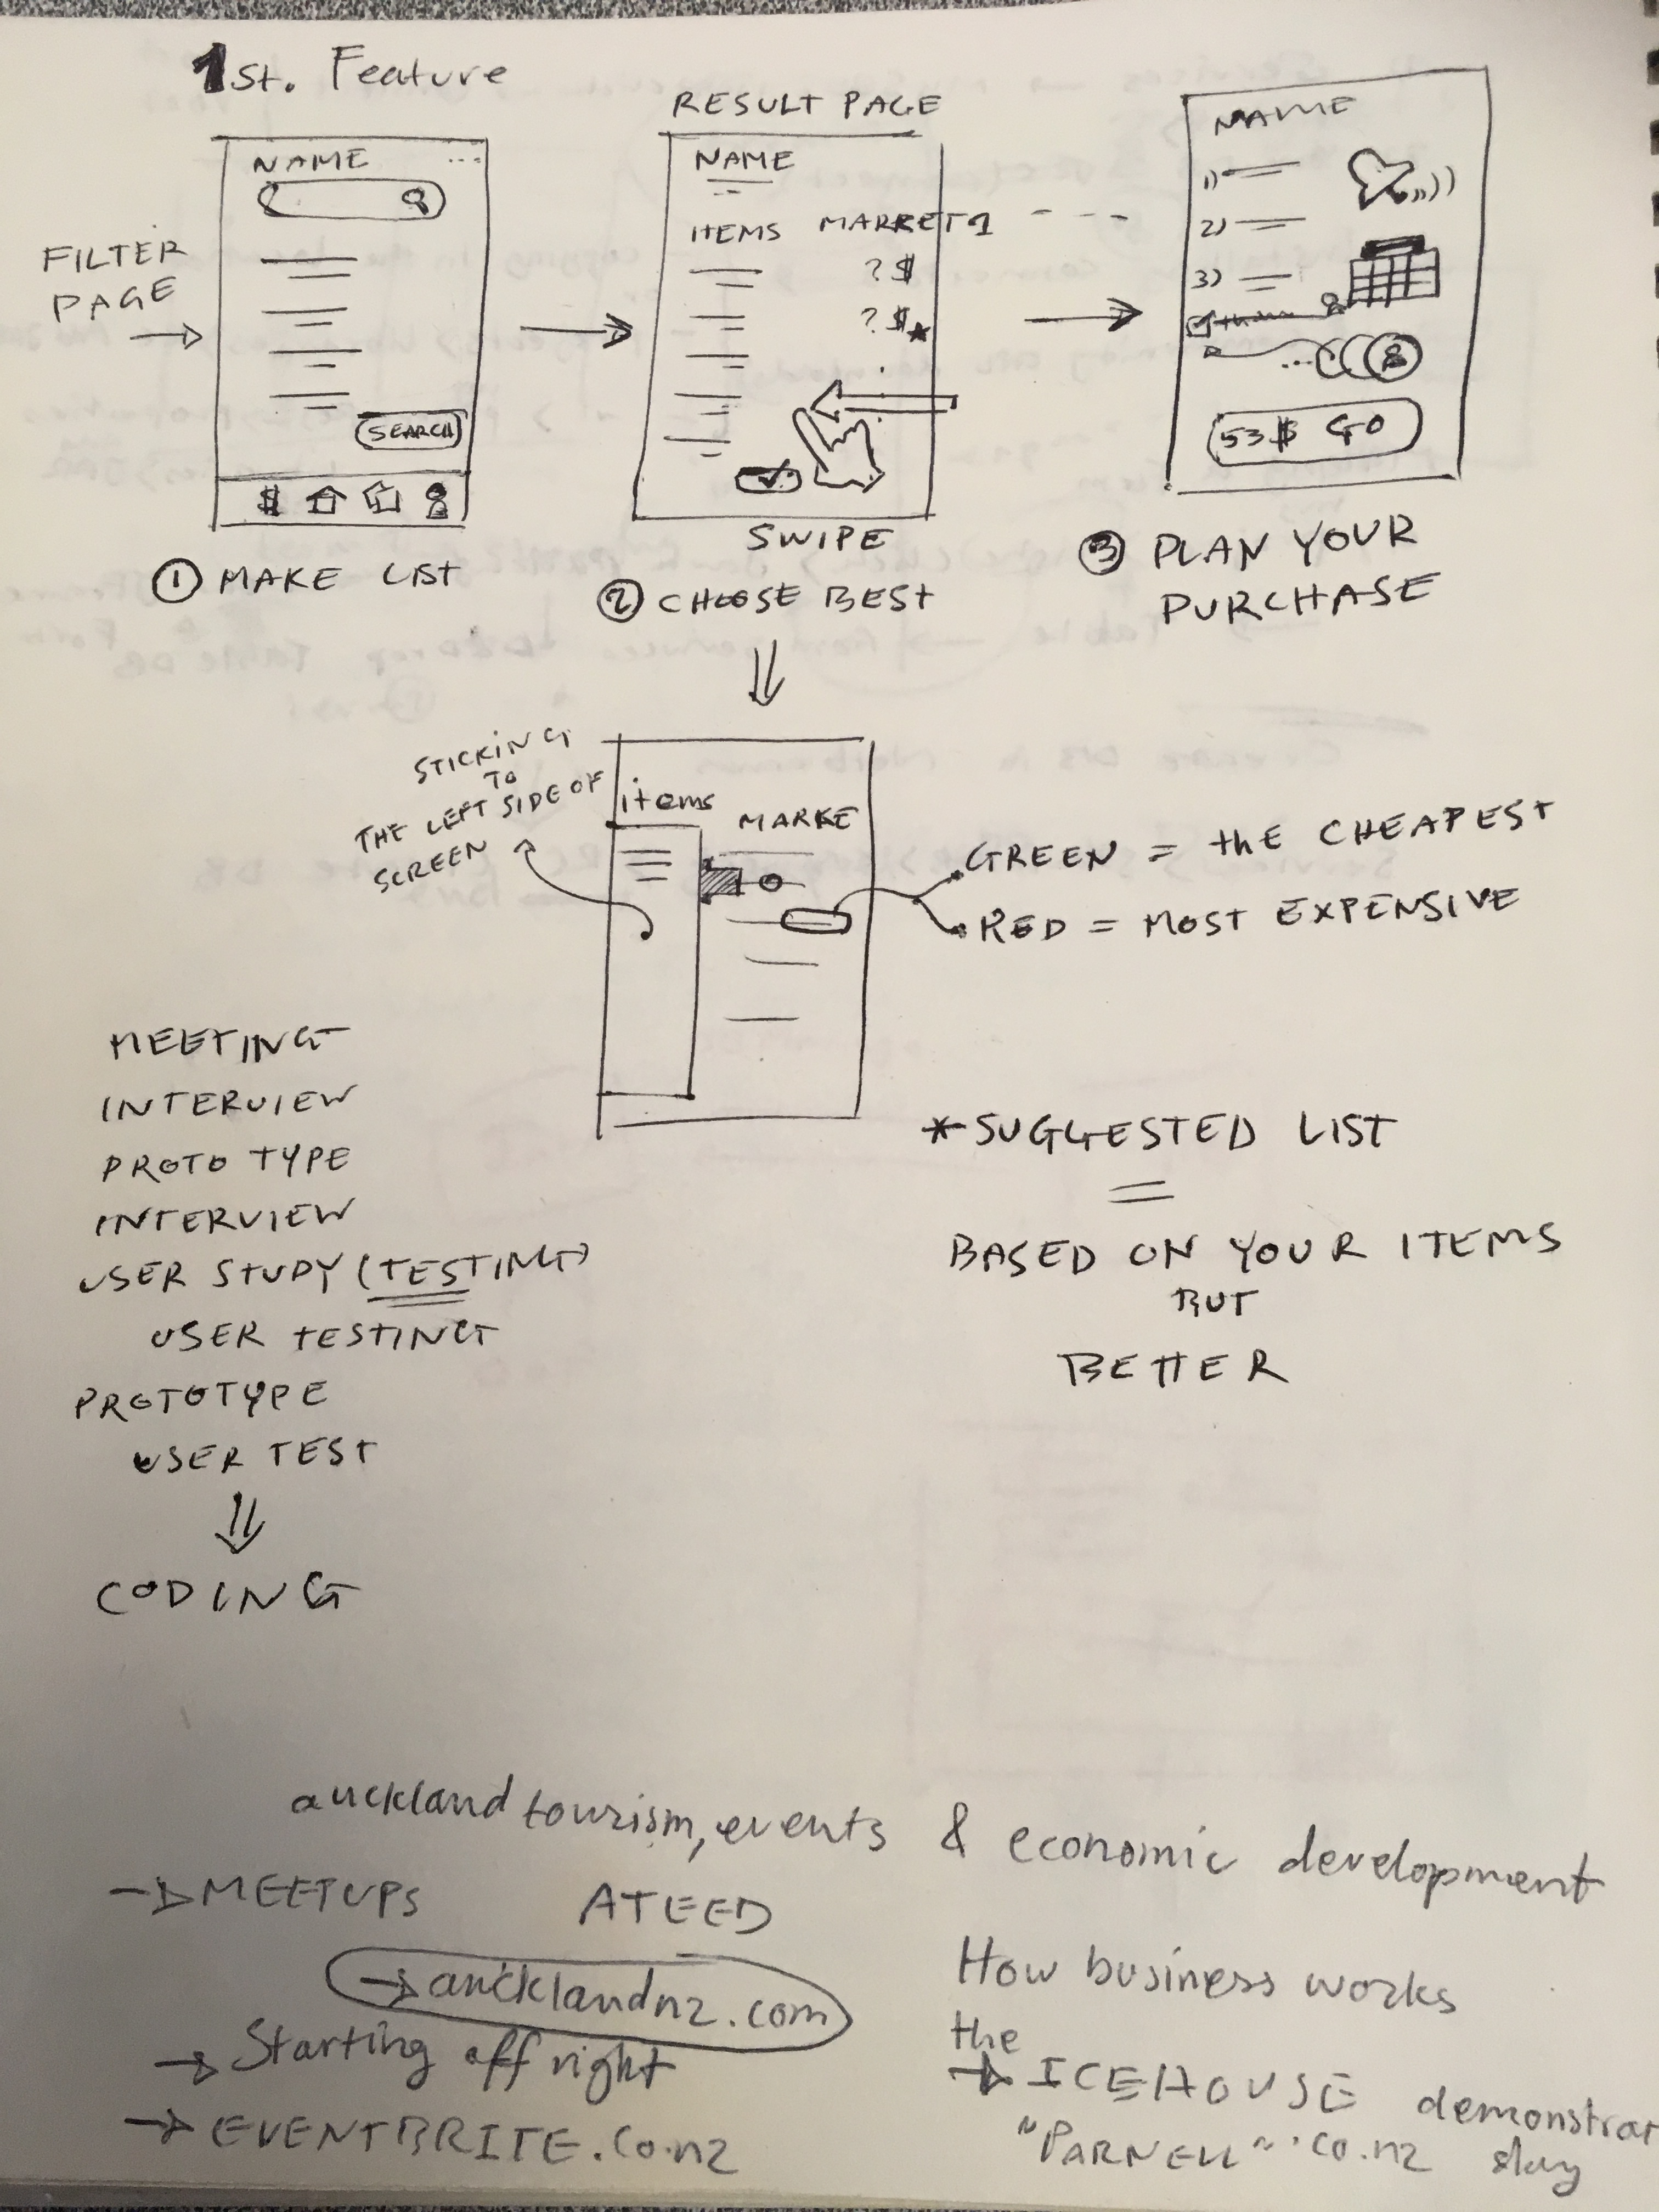 1st. Feature
RESULT PAGE
NAME ...
NAME
NAME
FILTER
PAGE
ITEMS MARKET 1 - - -
? $
? $
1)
2)
3)
SEARCH
$
53$ GO
SWIPE
① MAKE LIST
② CHOOSE BEST
③ PLAN YOUR
PURCHASE
STICKING
TO
THE LEFT SIDE OF
SCREEN
items
MARKE
GREEN = the CHEAPEST
RED = MOST EXPENSIVE
MEETING
INTERVIEW
PROTO TYPE
INTERVIEW
USER STUDY (TESTING)
USER TESTING
PROTOTYPE
USER TEST
CODING
* SUGGESTED LIST
=
BASED ON YOUR ITEMS
BUT
BETTER
auckland tourism, events & economic development
MEETUPS ATEED
aucklandnz.com
Starting off right
EVENTBRITE.co.nz
How business works
the
ICEHOUSE demonstrat
"PARNELL" .co.nz day